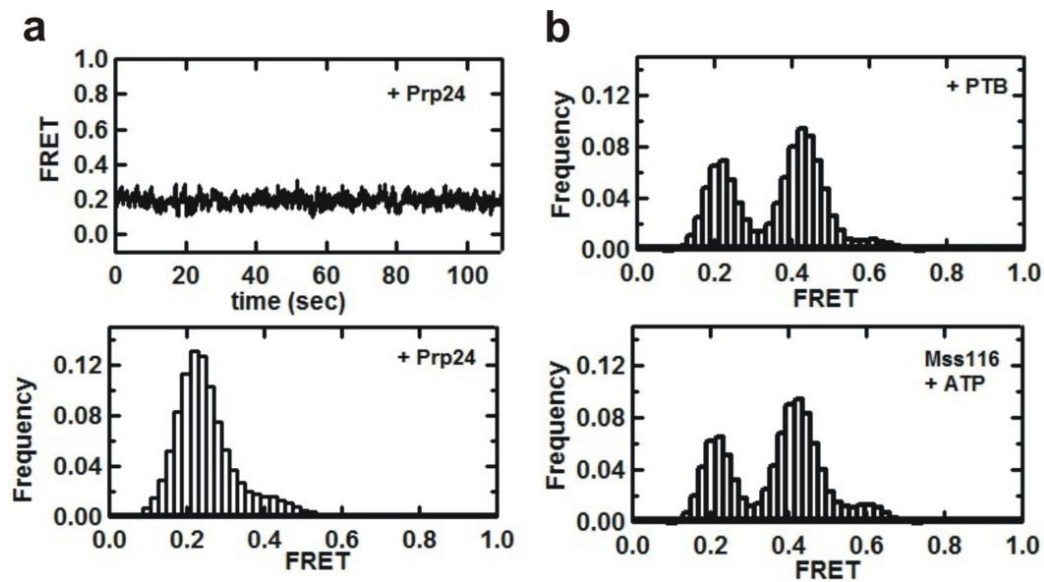 a
+ Prp24
FRET
1.0
0.8
0.6
0.4
0.2
0.0
0 20 40 60 80 100
time (sec)
+ Prp24
Frequency
0.12
0.08
0.04
0.00
0.0 0.2 0.4 0.6 0.8 1.0
FRET
b
+ PTB
Frequency
0.12
0.08
0.04
0.00
0.0 0.2 0.4 0.6 0.8 1.0
FRET
Mss116
+ ATP
Frequency
0.12
0.08
0.04
0.00
0.0 0.2 0.4 0.6 0.8 1.0
FRET